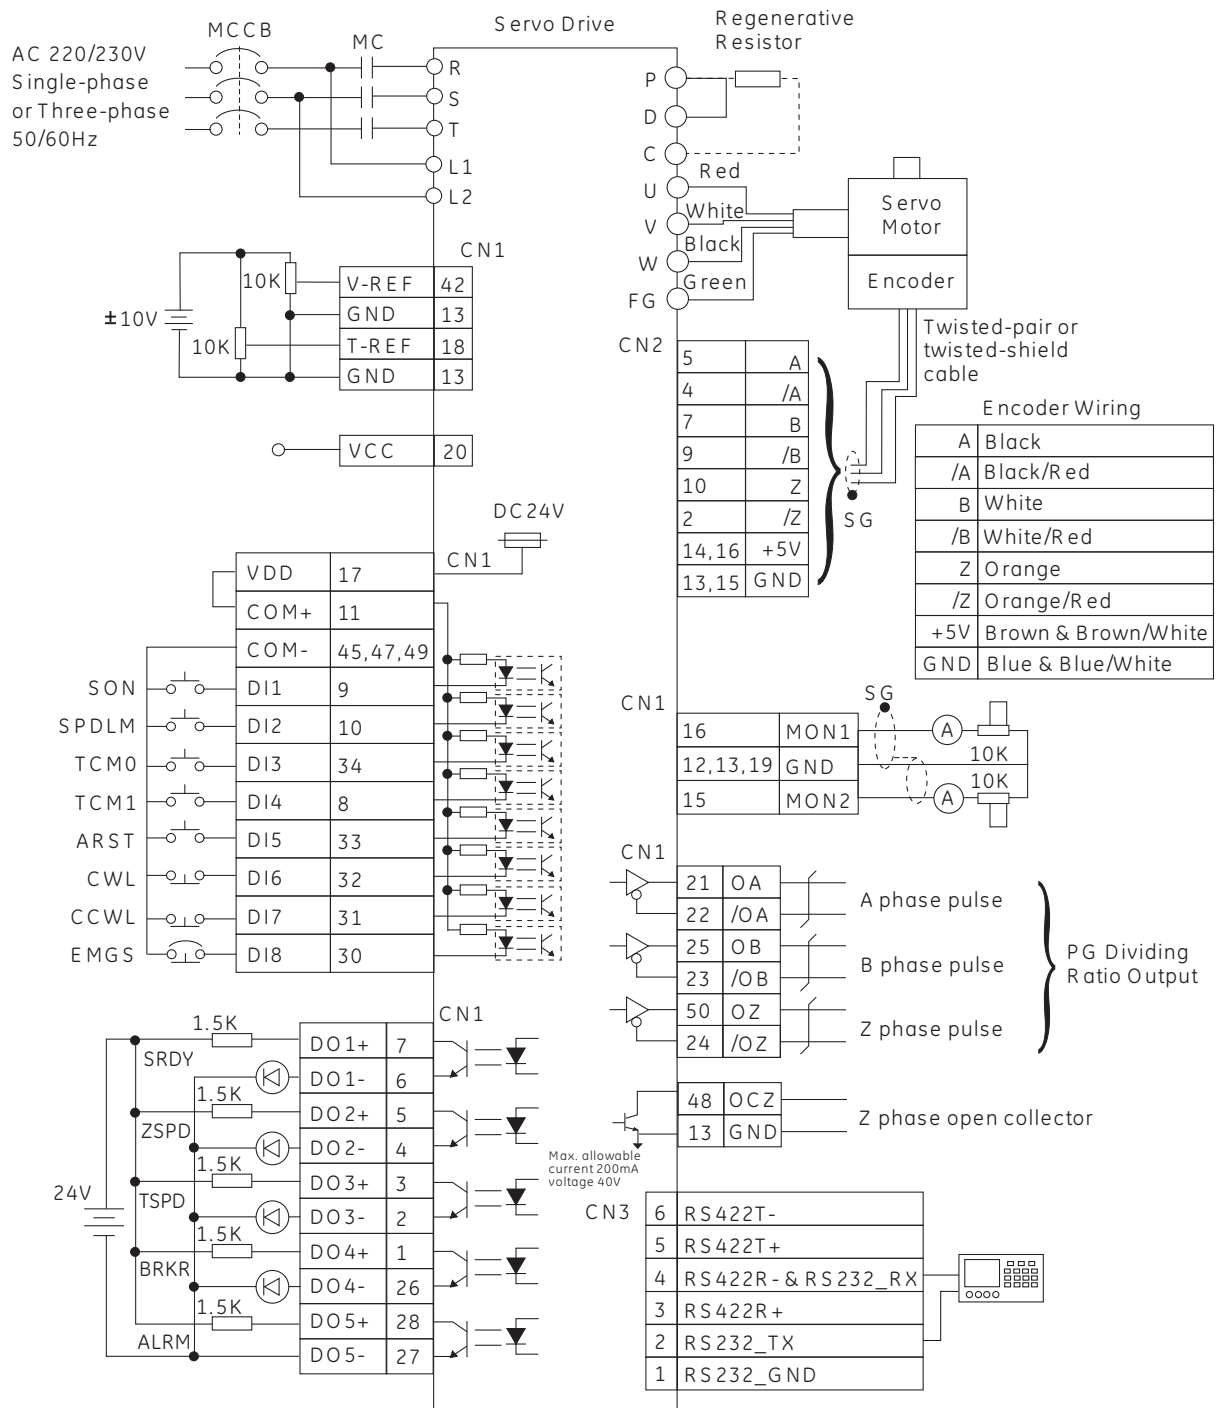 Servo Drive
Regenerative
Resistor
MCCB
MC
AC 220/230V
Single-phase
or Three-phase
50/60Hz
R
S
T
L1
L2
P
D
C
U
V
W
FG
Red
White
Black
Green
Servo
Motor
Encoder
Twisted-pair or
twisted-shield
cable
CN1
±10V
10K
10K
V-REF 42
GND 13
T-REF 18
GND 13
VCC 20
CN2
5 A
4 /A
7 B
9 /B
10 Z
2 /Z
14,16 +5V
13,15 GND
SG
Encoder Wiring
A Black
/A Black/Red
B White
/B White/Red
Z Orange
/Z Orange/Red
+5V Brown & Brown/White
GND Blue & Blue/White
DC24V
CN1
VDD 17
COM+ 11
COM- 45,47,49
SON DI1 9
SPDLM DI2 10
TCM0 DI3 34
TCM1 DI4 8
ARST DI5 33
CWL DI6 32
CCWL DI7 31
EMGS DI8 30
CN1
SG
16 MON1
12,13,19 GND
15 MON2
A
10K
10K
A
CN1
21 OA
22 /OA
A phase pulse
25 OB
23 /OB
B phase pulse
50 OZ
24 /OZ
Z phase pulse
PG Dividing
Ratio Output
48 OCZ
13 GND
Z phase open collector
Max. allowable
current 200mA
voltage 40V
CN1
24V
1.5K
SRDY
DO1+ 7
DO1- 6
1.5K
ZSPD
DO2+ 5
DO2- 4
1.5K
TSPD
DO3+ 3
DO3- 2
1.5K
BRKR
DO4+ 1
DO4- 26
1.5K
ALRM
DO5+ 28
DO5- 27
CN3
6 RS422T-
5 RS422T+
4 RS422R-& RS232_RX
3 RS422R+
2 RS232_TX
1 RS232_GND